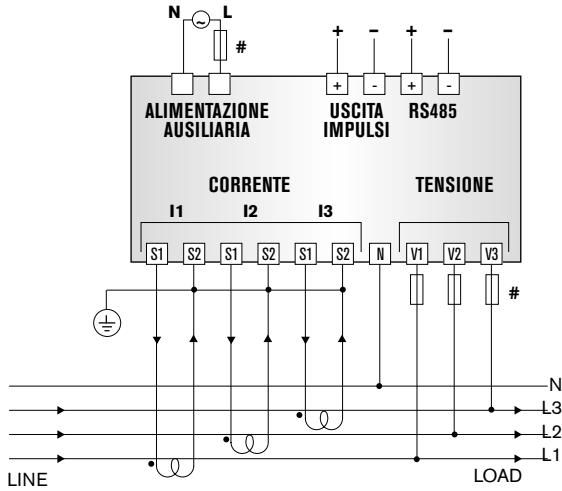 N L
#
+ – + –
+ - + -
ALIMENTAZIONE
AUSILIARIA
USCITA
IMPULSI
RS485
CORRENTE
TENSIONE
I1 I2 I3
S1 S2 S1 S2 S1 S2 N V1 V2 V3
#
N
L3
L2
L1
LINE
LOAD